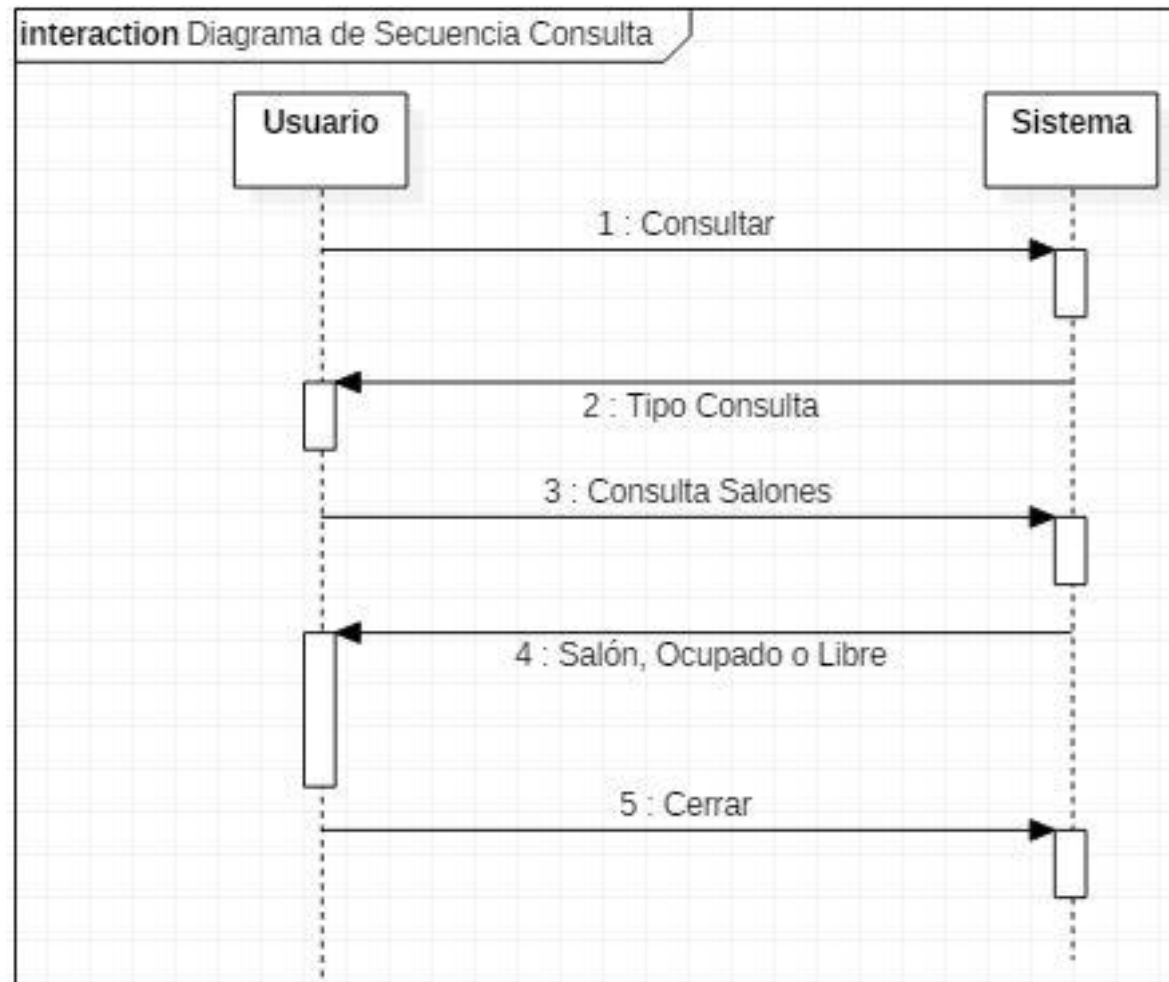 interaction Diagrama de Secuencia Consulta
Usuario
Sistema
1 : Consultar
2 : Tipo Consulta
3 : Consulta Salones
4 : Salón, Ocupado o Libre
5 : Cerrar